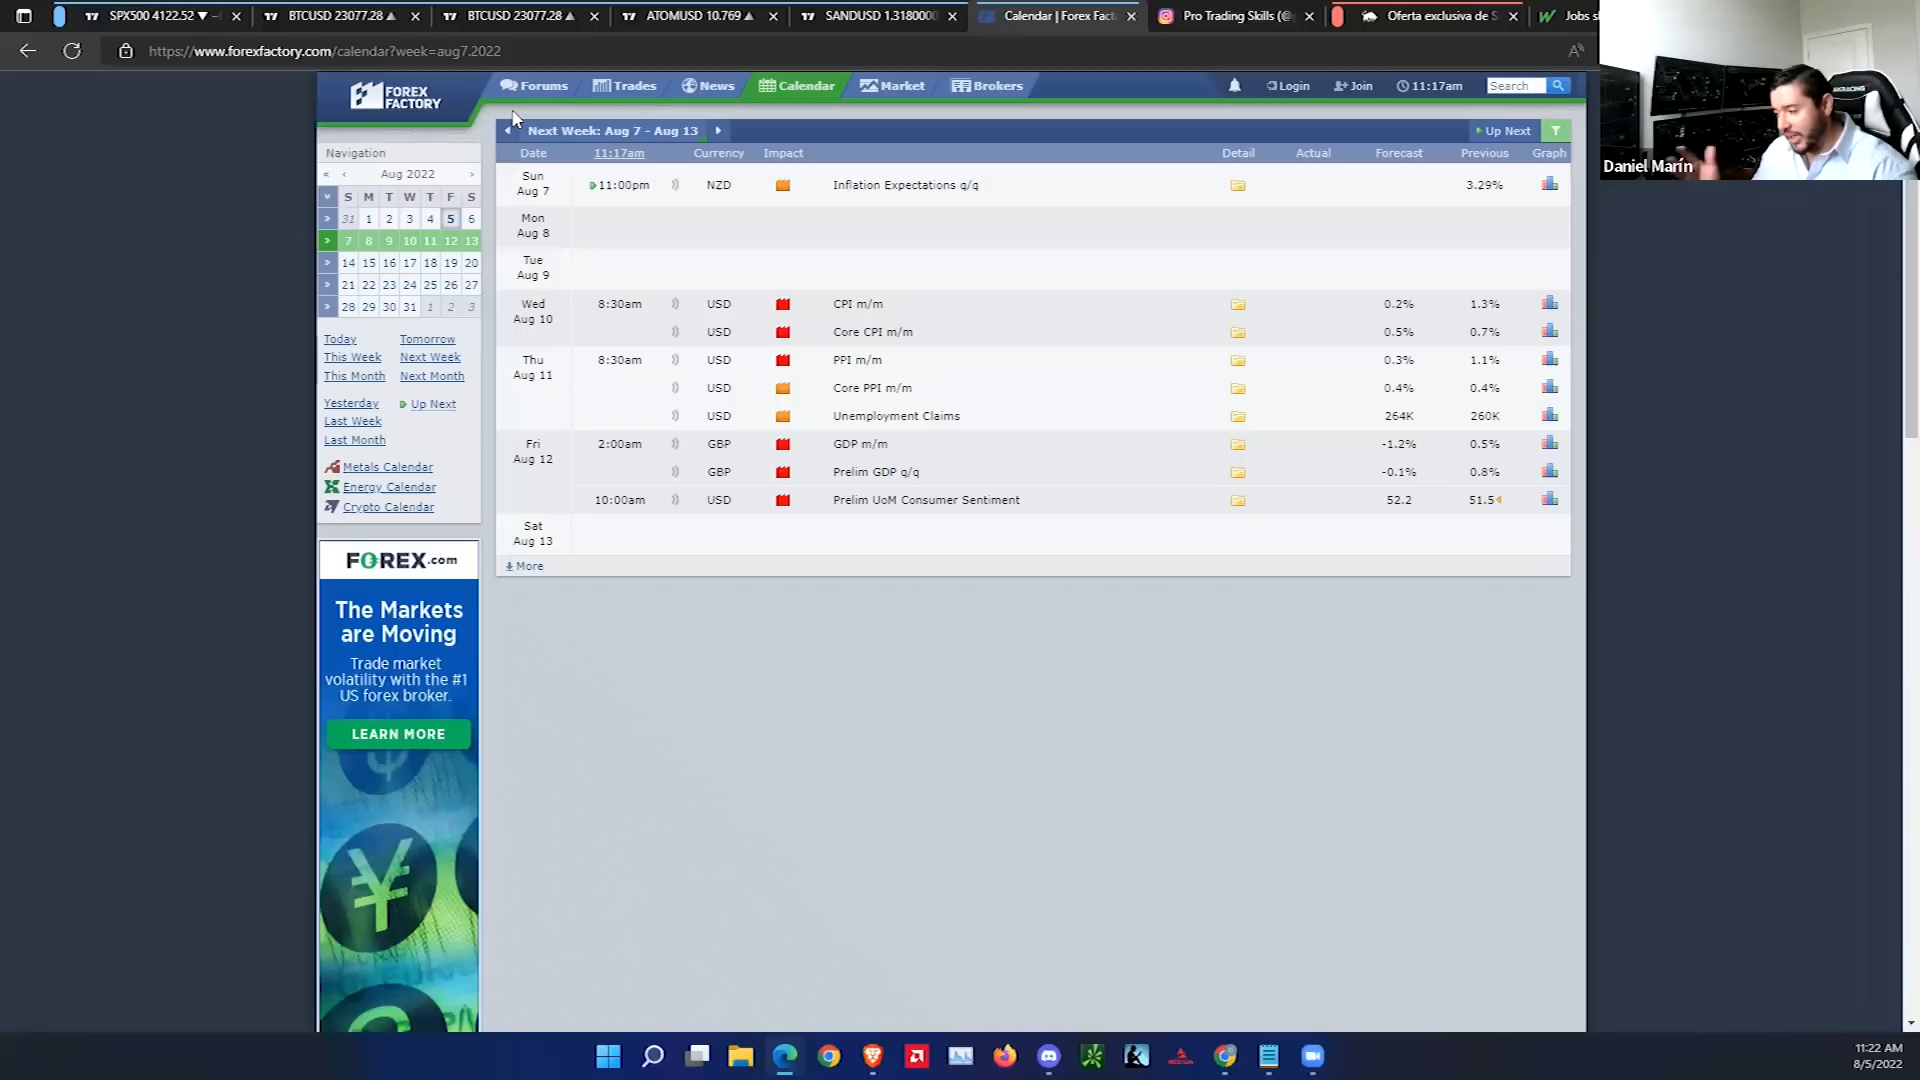 SPX500 4122.52 ▼ −
BTCUSD 23077.28 ▲
BTCUSD 23077.28 ▲
ATOMUSD 10.769 ▲
SANDUSD 1.3180000
Calendar | Forex Fact
Pro Trading Skills (@
Oferta exclusiva de S
Jobs s
https://www.forexfactory.com/calendar?week=aug7.2022
FOREX FACTORY
Forums Trades News Calendar Market Brokers
Login Join 11:17am Search
Daniel Marín
Navigation
« ‹ Aug 2022 ›
S M T W T F S
31 1 2 3 4 5 6
7 8 9 10 11 12 13
14 15 16 17 18 19 20
21 22 23 24 25 26 27
28 29 30 31 1 2 3
Today Tomorrow
This Week Next Week
This Month Next Month
Yesterday Up Next
Last Week
Last Month
Metals Calendar
Energy Calendar
Crypto Calendar
FOREX.com
The Markets
are Moving
Trade market
volatility with the #1
US forex broker.
LEARN MORE
Next Week: Aug 7 - Aug 13 Up Next
Date 11:17am Currency Impact Detail Actual Forecast Previous Graph
Sun Aug 7 11:00pm NZD Inflation Expectations q/q 3.29%
Mon Aug 8
Tue Aug 9
Wed Aug 10 8:30am USD CPI m/m 0.2% 1.3%
USD Core CPI m/m 0.5% 0.7%
Thu Aug 11 8:30am USD PPI m/m 0.3% 1.1%
USD Core PPI m/m 0.4% 0.4%
USD Unemployment Claims 264K 260K
Fri Aug 12 2:00am GBP GDP m/m -1.2% 0.5%
GBP Prelim GDP q/q -0.1% 0.8%
10:00am USD Prelim UoM Consumer Sentiment 52.2 51.5
Sat Aug 13
More
11:22 AM
8/5/2022